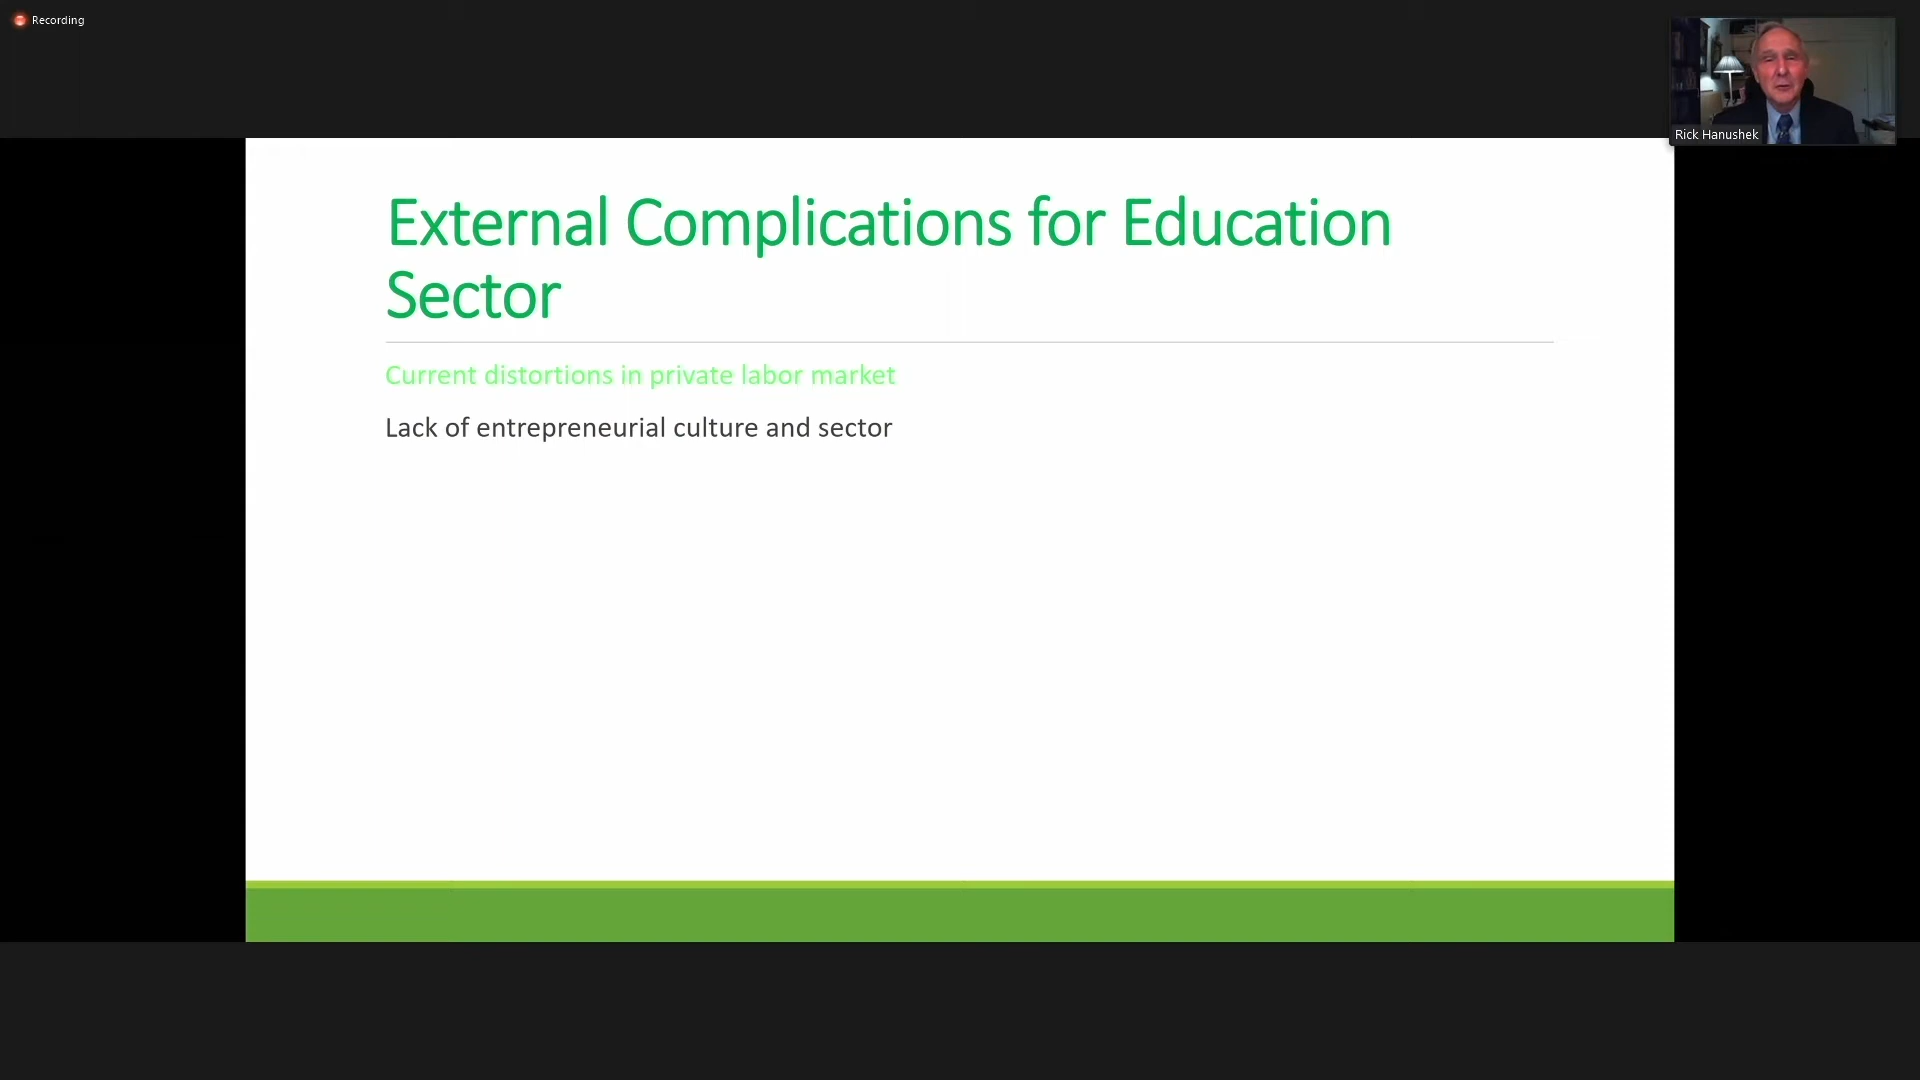 Recording
Rick Hanushek
External Complications for Education
Sector
Current distortions in private labor market
Lack of entrepreneurial culture and sector